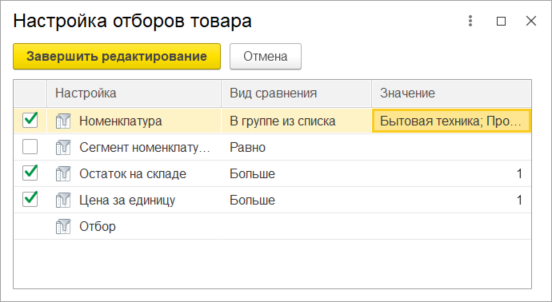 Настройка отборов товара
Завершить редактирование Отмена
Настройка Вид сравнения Значение
Номенклатура В группе из списка Бытовая техника; Про...
Сегмент номенклату... Равно
Остаток на складе Больше 1
Цена за единицу Больше 1
Отбор